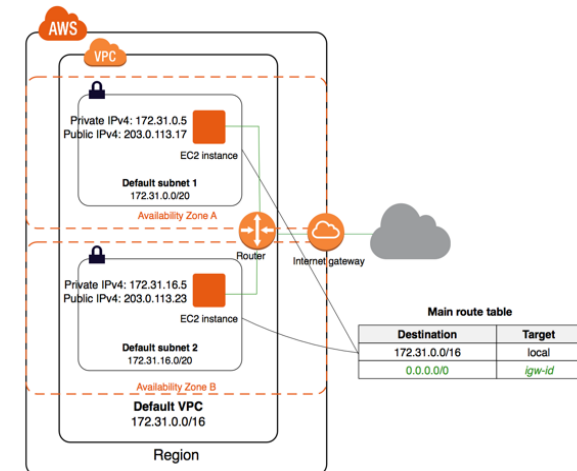 AWS
VPC
Private IPv4: 172.31.0.5
Public IPv4: 203.0.113.17
EC2 instance
Default subnet 1
172.31.0.0/20
Availability Zone A
Router
Internet gateway
Private IPv4: 172.31.16.5
Public IPv4: 203.0.113.23
EC2 instance
Default subnet 2
172.31.16.0/20
Availability Zone B
Default VPC
172.31.0.0/16
Region
Main route table
Destination Target
172.31.0.0/16 local
0.0.0.0/0 igw-id